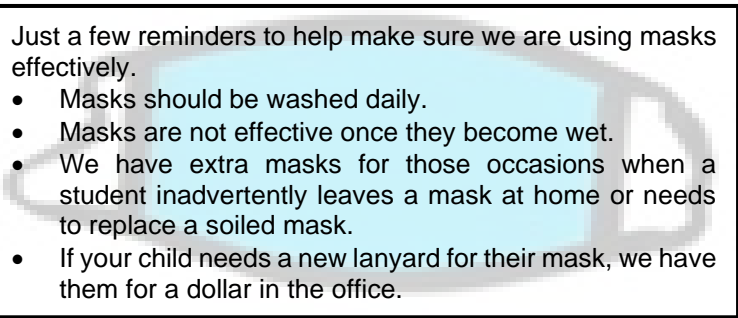 Just a few reminders to help make sure we are using masks
effectively.
• Masks should be washed daily.
• Masks are not effective once they become wet.
• We have extra masks for those occasions when a
student inadvertently leaves a mask at home or needs
to replace a soiled mask.
• If your child needs a new lanyard for their mask, we have
them for a dollar in the office.